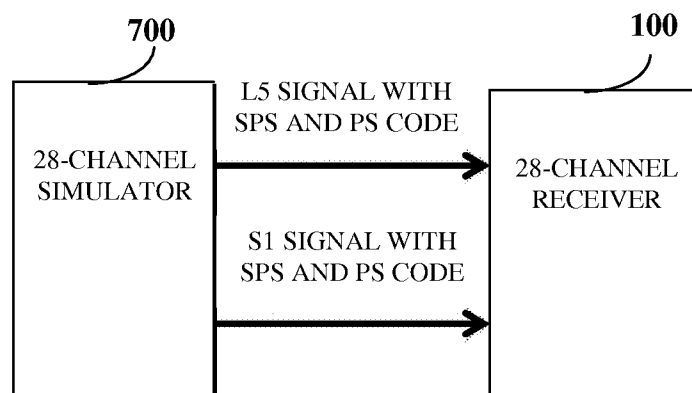 700
100
L5 SIGNAL WITH
SPS AND PS CODE
28-CHANNEL
SIMULATOR
28-CHANNEL
RECEIVER
S1 SIGNAL WITH
SPS AND PS CODE